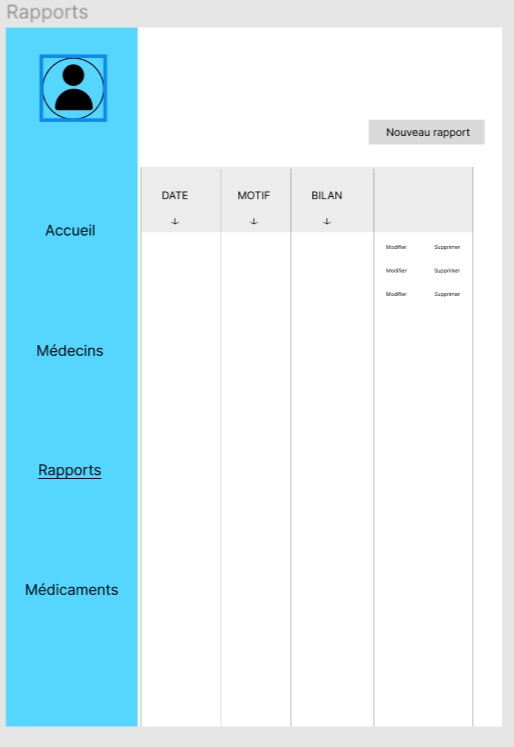 Rapports
Nouveau rapport
DATE MOTIF BILAN
Accueil
Modifier Supprimer
Modifier Supprimer
Modifier Supprimer
Médecins
Rapports
Médicaments